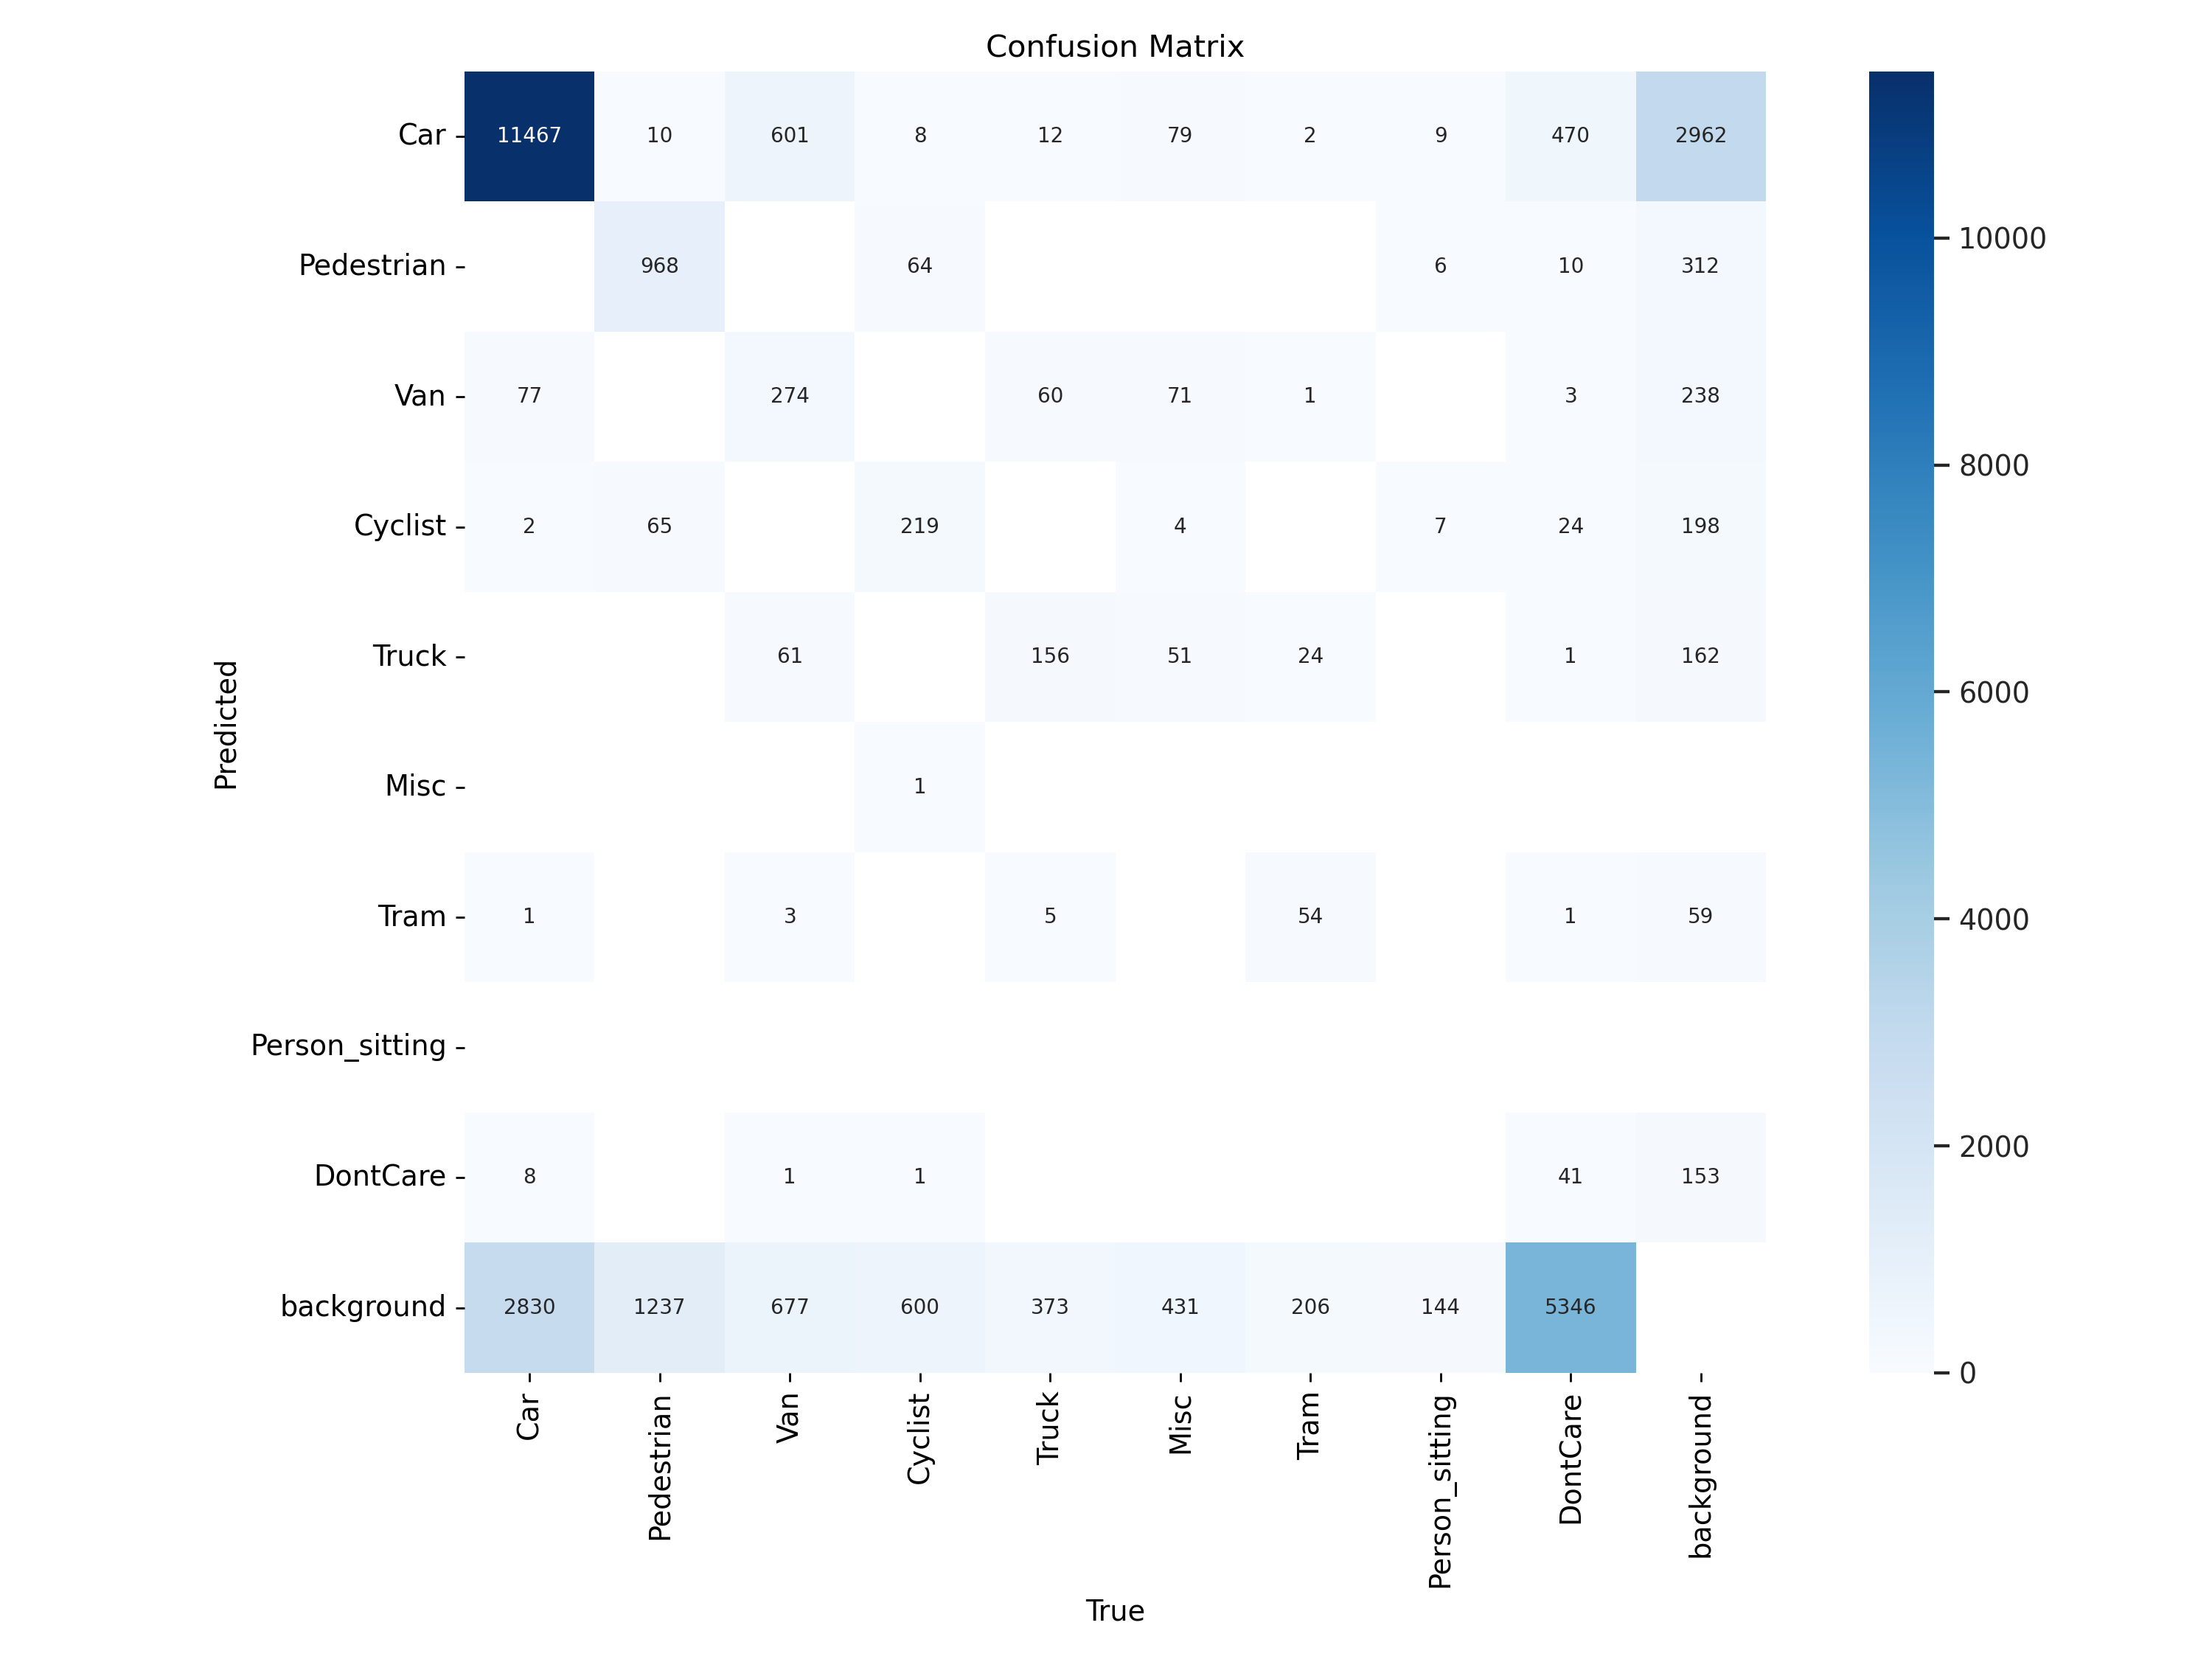 Confusion Matrix
Car 11467 10 601 8 12 79 2 9 470 2962
10000
Pedestrian 968 64 6 10 312
Van 77 274 60 71 1 3 238
8000
Cyclist 2 65 219 4 7 24 198
Truck 61 156 51 24 1 162
6000
Predicted
Misc 1
Tram 1 3 5 54 1 59
4000
Person_sitting
2000
DontCare 8 1 1 41 153
background 2830 1237 677 600 373 431 206 144 5346
0
Car Pedestrian Van Cyclist Truck Misc Tram Person_sitting DontCare background
True